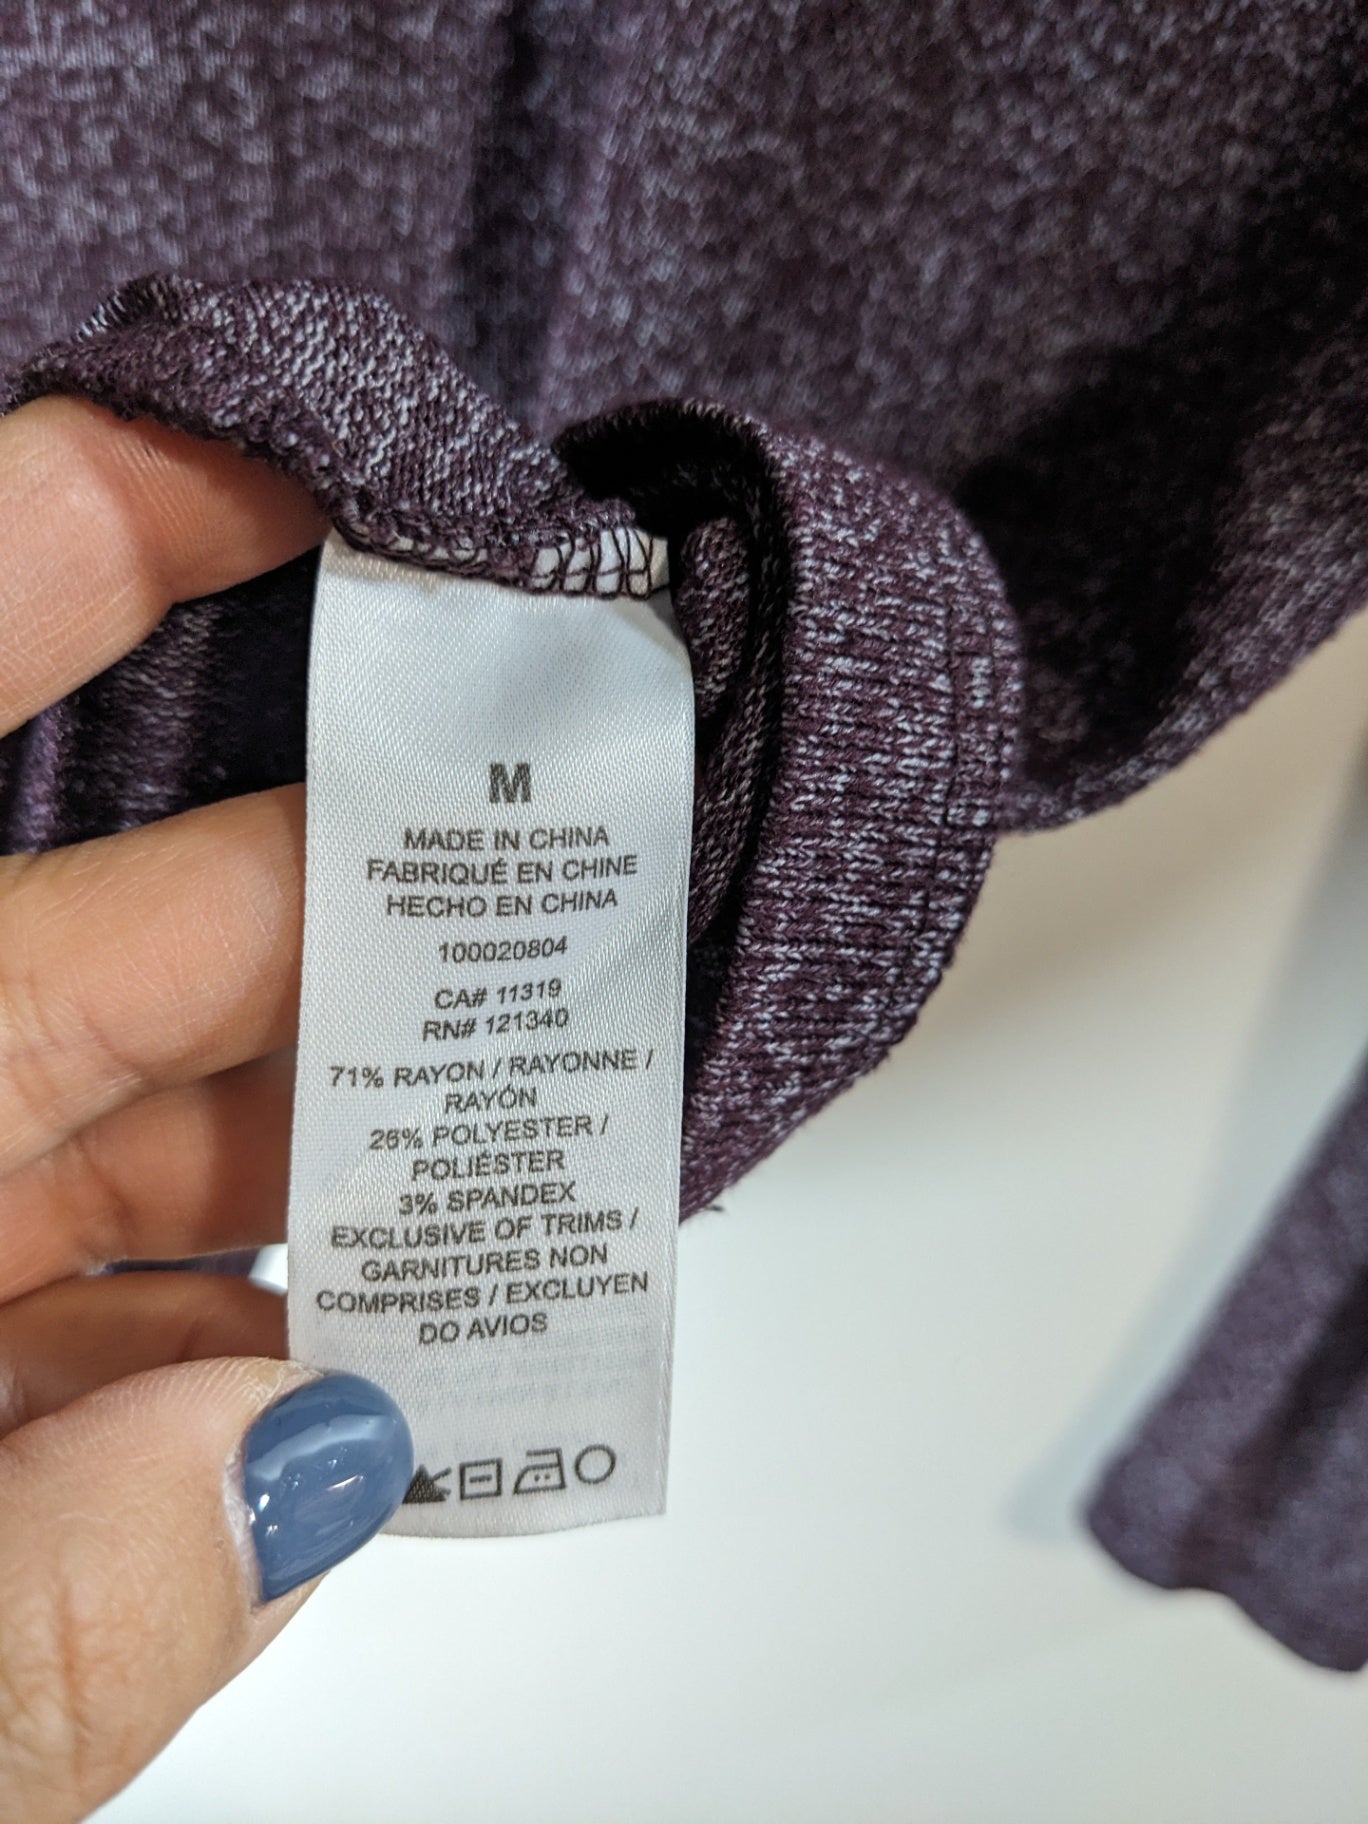 M
MADE IN CHINA
FABRIQUÉ EN CHINE
HECHO EN CHINA
100020804
CA# 11319
RN# 121340
71% RAYON / RAYONNE /
RAYÓN
26% POLYESTER /
POLIÉSTER
3% SPANDEX
EXCLUSIVE OF TRIMS /
GARNITURES NON
COMPRISES / EXCLUYEN
DO AVIOS